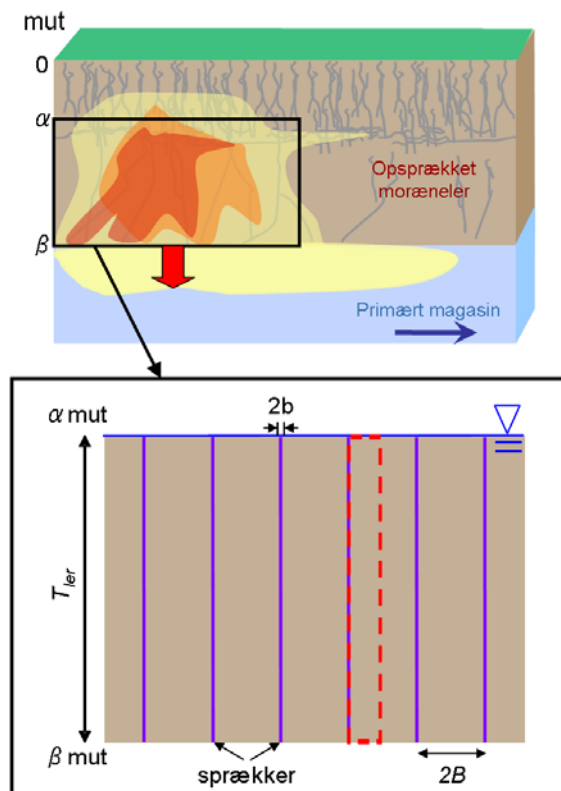 mut
0
α
Opsprækket
moræneler
β
Primært magasin
2b
α mut
T_ler
β mut
sprækker
2B